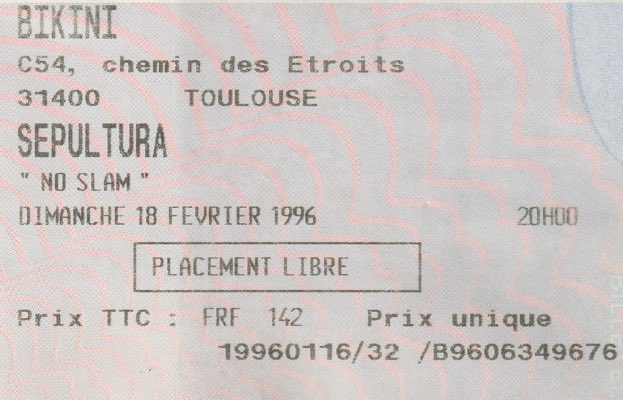 BIKINI
C54, chemin des Etroits
31400 TOULOUSE
SEPULTURA
" NO SLAM "
DIMANCHE 18 FEVRIER 1996 20H00
PLACEMENT LIBRE
Prix TTC : FRF 142 Prix unique
19960116/32 /B9606349676